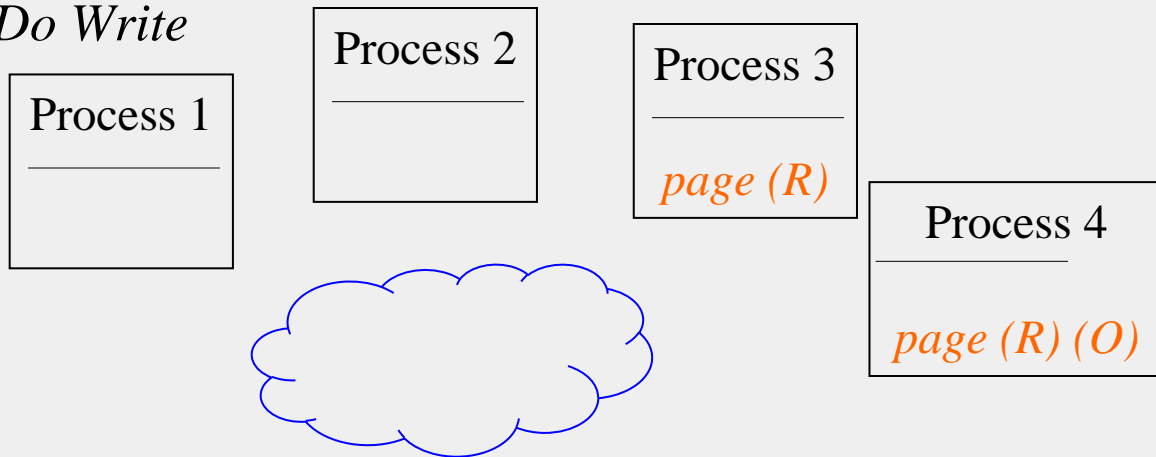 Do Write
Process 1
Process 2
Process 3
page (R)
Process 4
page (R) (O)